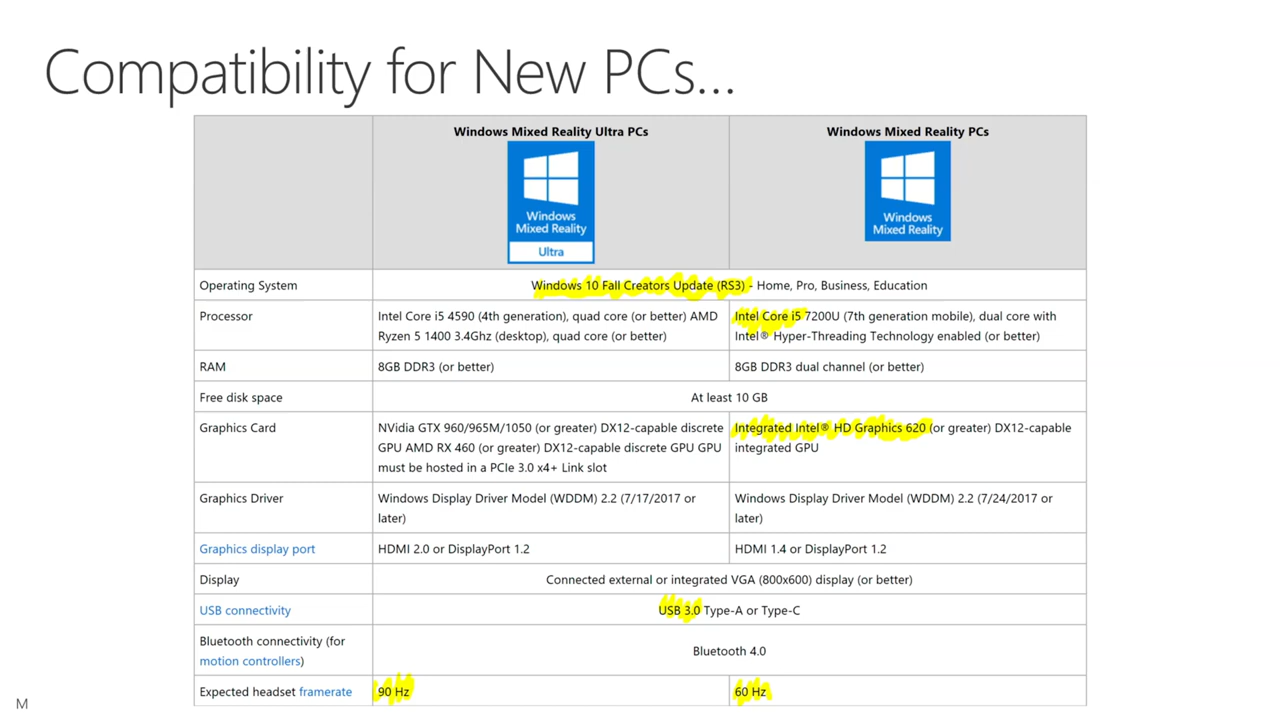 Compatibility for New PCs...
Windows Mixed Reality Ultra PCs
Windows Mixed Reality PCs
Windows
Mixed Reality
Ultra
Windows
Mixed Reality
Operating System
Windows 10 Fall Creators Update (RS3) - Home, Pro, Business, Education
Processor
Intel Core i5 4590 (4th generation), quad core (or better) AMD
Ryzen 5 1400 3.4Ghz (desktop), quad core (or better)
Intel Core i5 7200U (7th generation mobile), dual core with
Intel® Hyper-Threading Technology enabled (or better)
RAM
8GB DDR3 (or better)
8GB DDR3 dual channel (or better)
Free disk space
At least 10 GB
Graphics Card
NVidia GTX 960/965M/1050 (or greater) DX12-capable discrete
GPU AMD RX 460 (or greater) DX12-capable discrete GPU GPU
must be hosted in a PCIe 3.0 x4+ Link slot
Integrated Intel® HD Graphics 620 (or greater) DX12-capable
integrated GPU
Graphics Driver
Windows Display Driver Model (WDDM) 2.2 (7/17/2017 or
later)
Windows Display Driver Model (WDDM) 2.2 (7/24/2017 or
later)
Graphics display port
HDMI 2.0 or DisplayPort 1.2
HDMI 1.4 or DisplayPort 1.2
Display
Connected external or integrated VGA (800x600) display (or better)
USB connectivity
USB 3.0 Type-A or Type-C
Bluetooth connectivity (for
motion controllers)
Bluetooth 4.0
Expected headset framerate
90 Hz
60 Hz
M